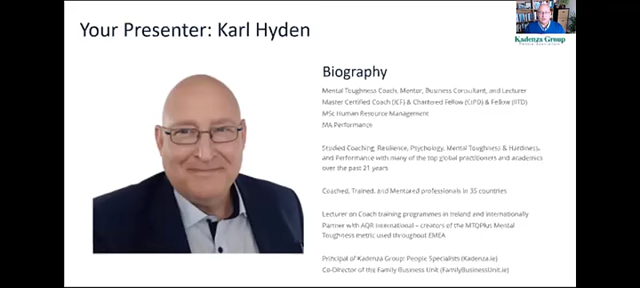 Your Presenter: Karl Hyden
Kadenza Group
People Specialists
Biography
Mental Toughness Coach, Mentor, Business Consultant, and Lecturer
Master Certified Coach (ICF) & Chartered Fellow (CIPD) & Fellow (IITD)
MSc Human Resource Management
MA Performance
Studied Coaching, Resilience, Psychology, Mental Toughness & Hardiness,
and Performance with many of the top global practitioners and academics
over the past 21 years
Coached, Trained, and Mentored professionals in 35 countries
Lecturer on Coach training programmes in Ireland and internationally
Partner with AQR International – creators of the MTQPlus Mental
Toughness metric used throughout EMEA
Principal of Kadenza Group: People Specialists (Kadenza.ie)
Co-Director of the Family Business Unit (FamilyBusinessUnit.ie)